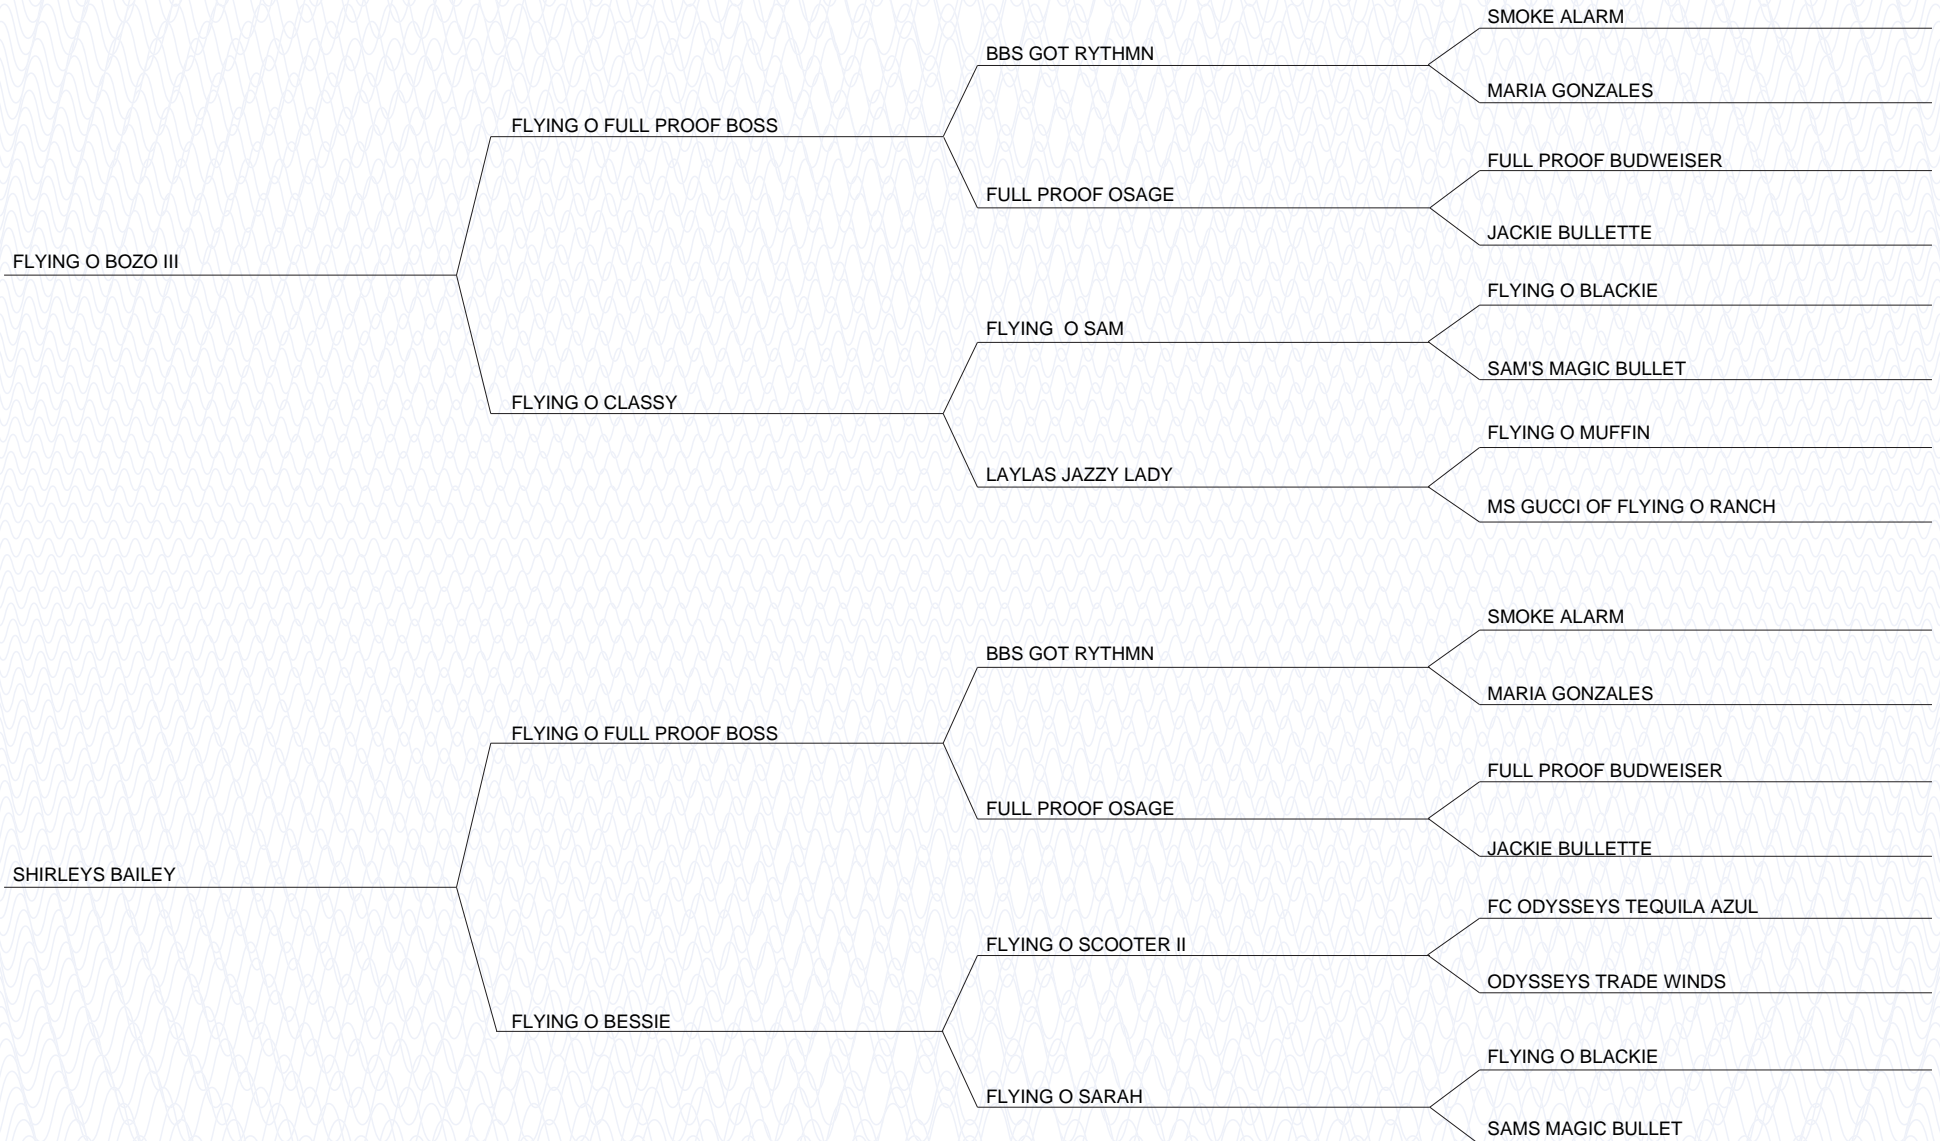 SMOKE ALARM
BBS GOT RYTHMN
MARIA GONZALES
FLYING O FULL PROOF BOSS
FULL PROOF BUDWEISER
FULL PROOF OSAGE
JACKIE BULLETTE
FLYING O BOZO III
FLYING O BLACKIE
FLYING  O SAM
SAM'S MAGIC BULLET
FLYING O CLASSY
FLYING O MUFFIN
LAYLAS JAZZY LADY
MS GUCCI OF FLYING O RANCH
SMOKE ALARM
BBS GOT RYTHMN
MARIA GONZALES
FLYING O FULL PROOF BOSS
FULL PROOF BUDWEISER
FULL PROOF OSAGE
JACKIE BULLETTE
SHIRLEYS BAILEY
FC ODYSSEYS TEQUILA AZUL
FLYING O SCOOTER II
ODYSSEYS TRADE WINDS
FLYING O BESSIE
FLYING O BLACKIE
FLYING O SARAH
SAMS MAGIC BULLET